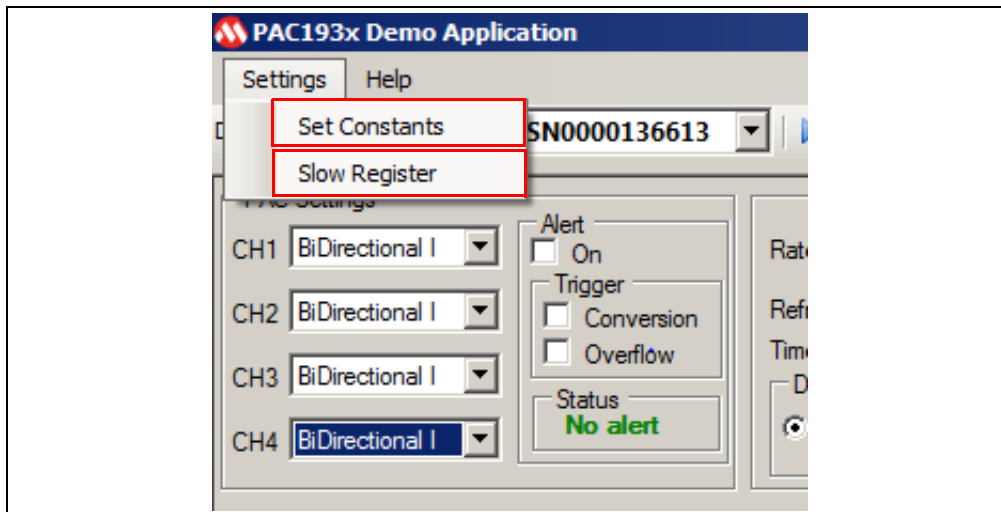 PAC193x Demo Application
Settings Help
Set Constants
SN0000136613
Slow Register
Alert
CH1 BiDirectional I
On
Trigger
CH2 BiDirectional I
Conversion
Overflow
CH3 BiDirectional I
Status
No alert
CH4 BiDirectional I